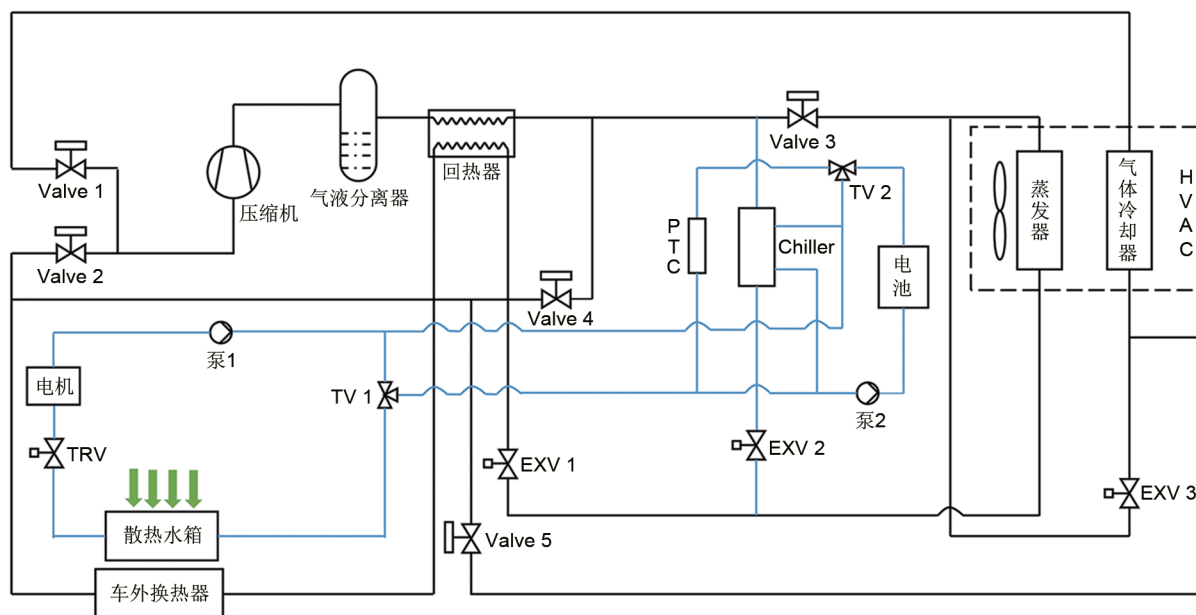 Valve 1
Valve 2
压缩机
气液分离器
回热器
Valve 3
TV 2
PTC
Chiller
电池
蒸发器
气体冷却器
HVAC
Valve 4
泵1
电机
TV 1
泵2
TRV
EXV 1
EXV 2
EXV 3
散热水箱
Valve 5
车外换热器